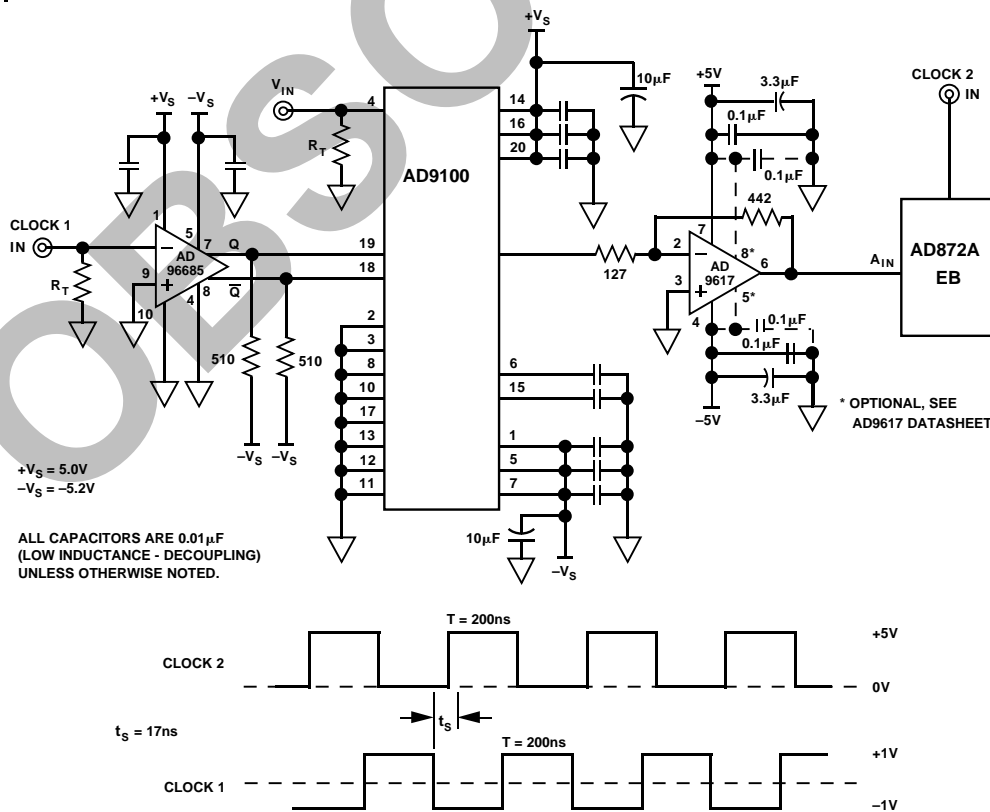 OBSO
+VS
10µF
VIN
4
RT
14
16
20
AD9100
+VS
–VS
CLOCK 1
IN
RT
1
5
7
Q
AD
96685
9
10
4
8
Q
19
18
510
510
–VS
–VS
2
3
8
10
17
13
12
11
6
15
1
5
7
10µF
–VS
+5V
3.3µF
0.1µF
0.1µF
442
127
2
3
7
8*
AD
9617
6
5*
4
0.1µF
0.1µF
3.3µF
–5V
CLOCK 2
IN
AIN
AD872A
EB
* OPTIONAL, SEE
AD9617 DATASHEET
+VS = 5.0V
–VS = –5.2V
ALL CAPACITORS ARE 0.01µF
(LOW INDUCTANCE - DECOUPLING)
UNLESS OTHERWISE NOTED.
T = 200ns
CLOCK 2
+5V
0V
tS
tS = 17ns
T = 200ns
CLOCK 1
+1V
–1V